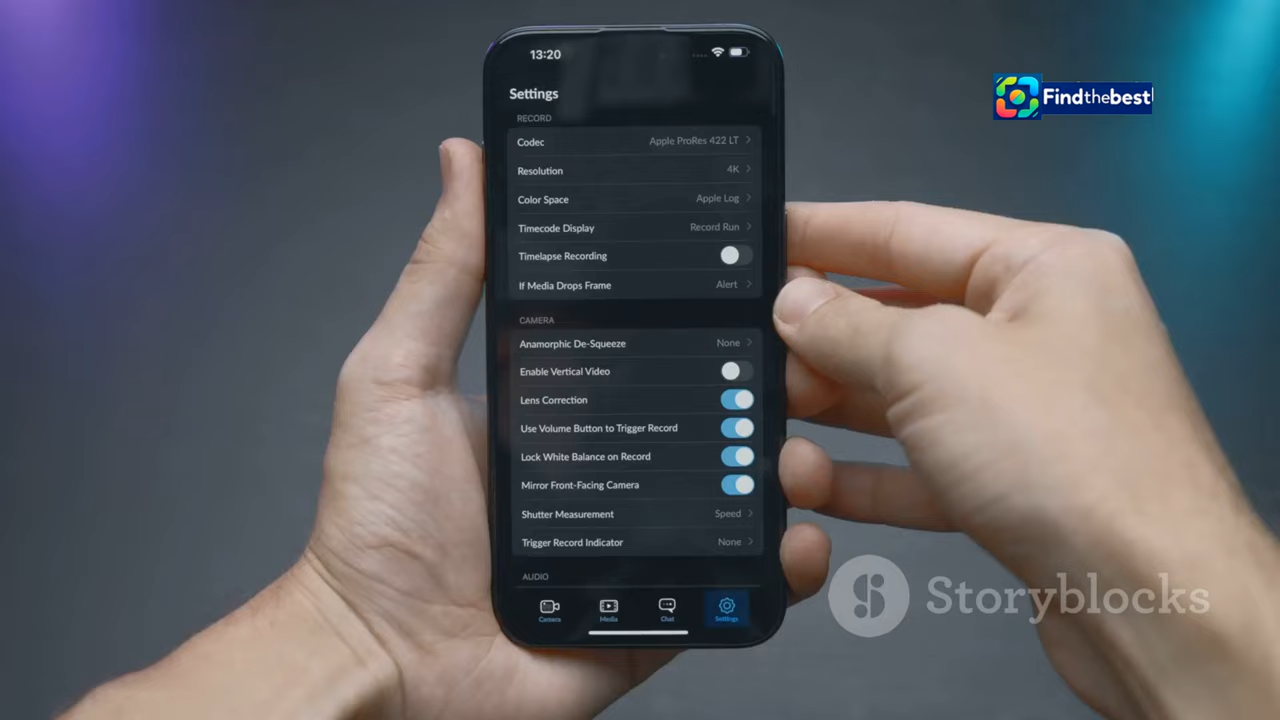 13:20
Findthebest
Settings
RECORD
Codec Apple ProRes 422 LT
Resolution 4K
Color Space Apple Log
Timecode Display Record Run
Timelapse Recording
If Media Drops Frame Alert
CAMERA
Anamorphic De-Squeeze None
Enable Vertical Video
Lens Correction
Use Volume Button to Trigger Record
Lock White Balance on Record
Mirror Front-Facing Camera
Shutter Measurement Speed
Trigger Record Indicator None
AUDIO
Storyblocks
Camera Media Chat Settings